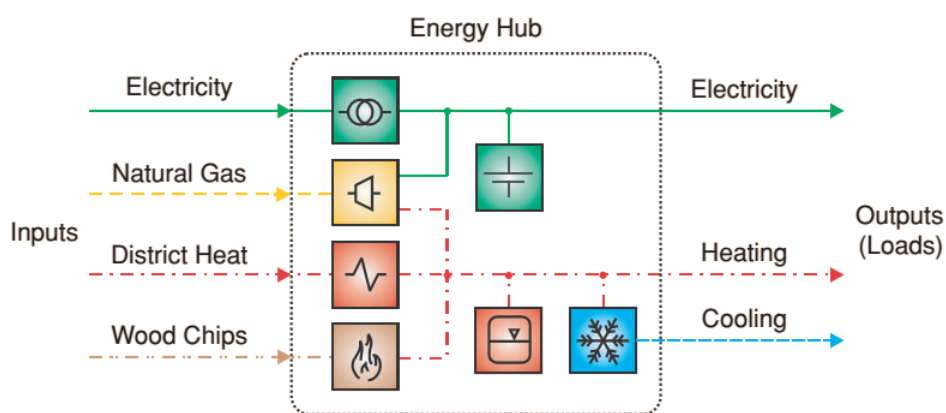 Energy Hub
Electricity
Electricity
Natural Gas
Inputs
Outputs
(Loads)
District Heat
Heating
Cooling
Wood Chips